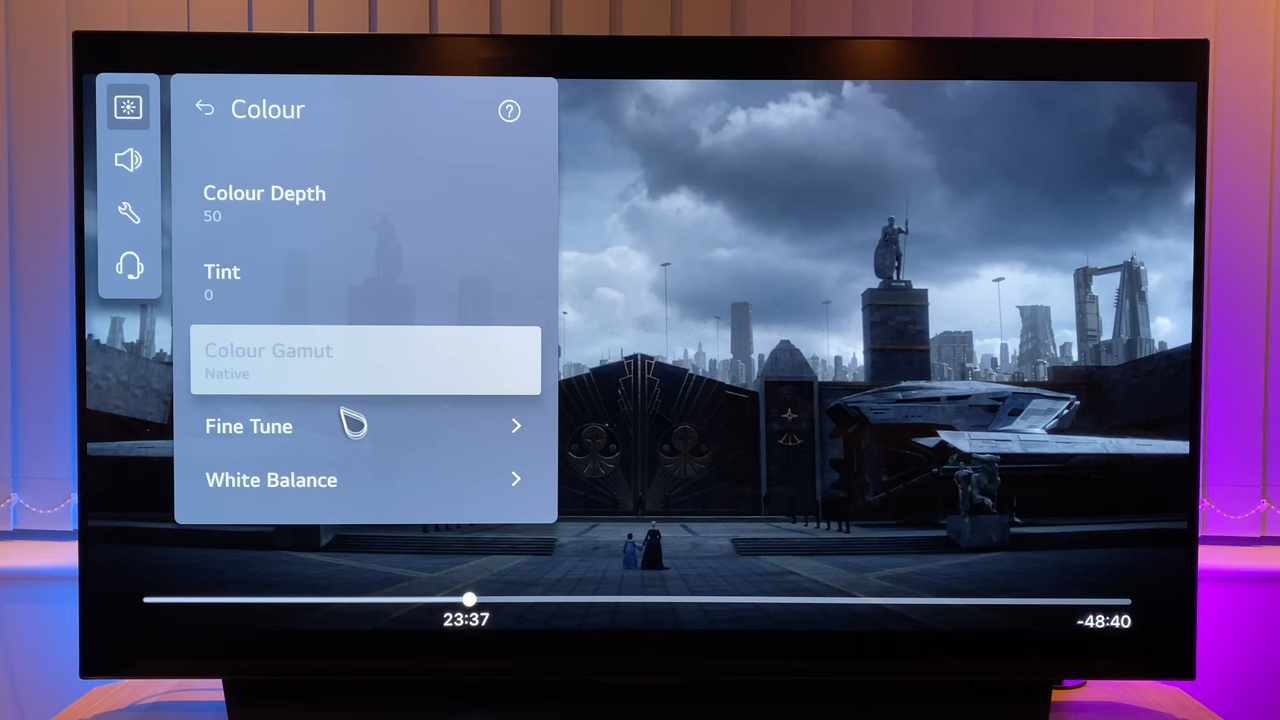 Colour
?
Colour Depth
50
Tint
0
Colour Gamut
Native
Fine Tune
White Balance
23:37
-48:40